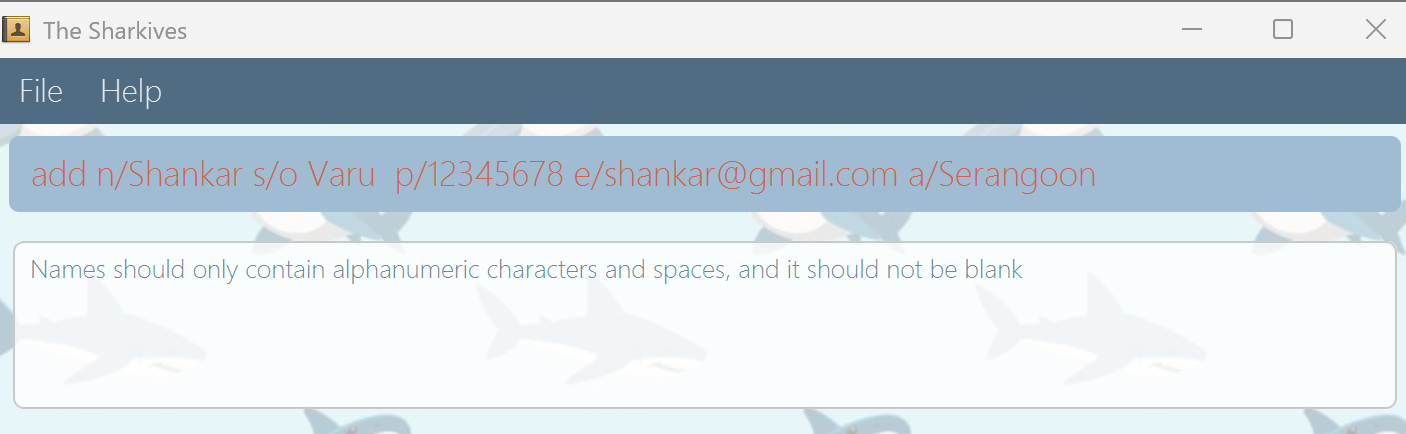 The Sharkives
File Help
add n/Shankar s/o Varu  p/12345678 e/shankar@gmail.com a/Serangoon
Names should only contain alphanumeric characters and spaces, and it should not be blank